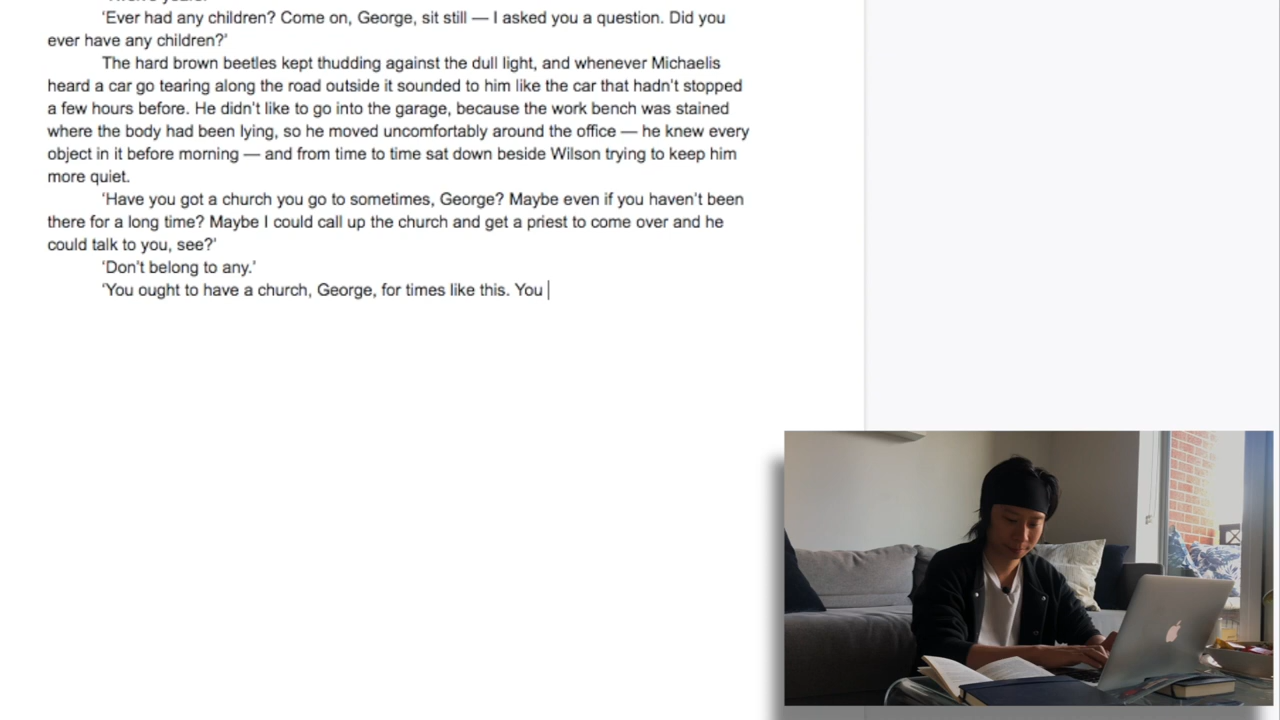 'Ever had any children? Come on, George, sit still — I asked you a question. Did you
ever have any children?'
The hard brown beetles kept thudding against the dull light, and whenever Michaelis
heard a car go tearing along the road outside it sounded to him like the car that hadn't stopped
a few hours before. He didn't like to go into the garage, because the work bench was stained
where the body had been lying, so he moved uncomfortably around the office — he knew every
object in it before morning — and from time to time sat down beside Wilson trying to keep him
more quiet.
'Have you got a church you go to sometimes, George? Maybe even if you haven't been
there for a long time? Maybe I could call up the church and get a priest to come over and he
could talk to you, see?'
'Don't belong to any.'
'You ought to have a church, George, for times like this. You